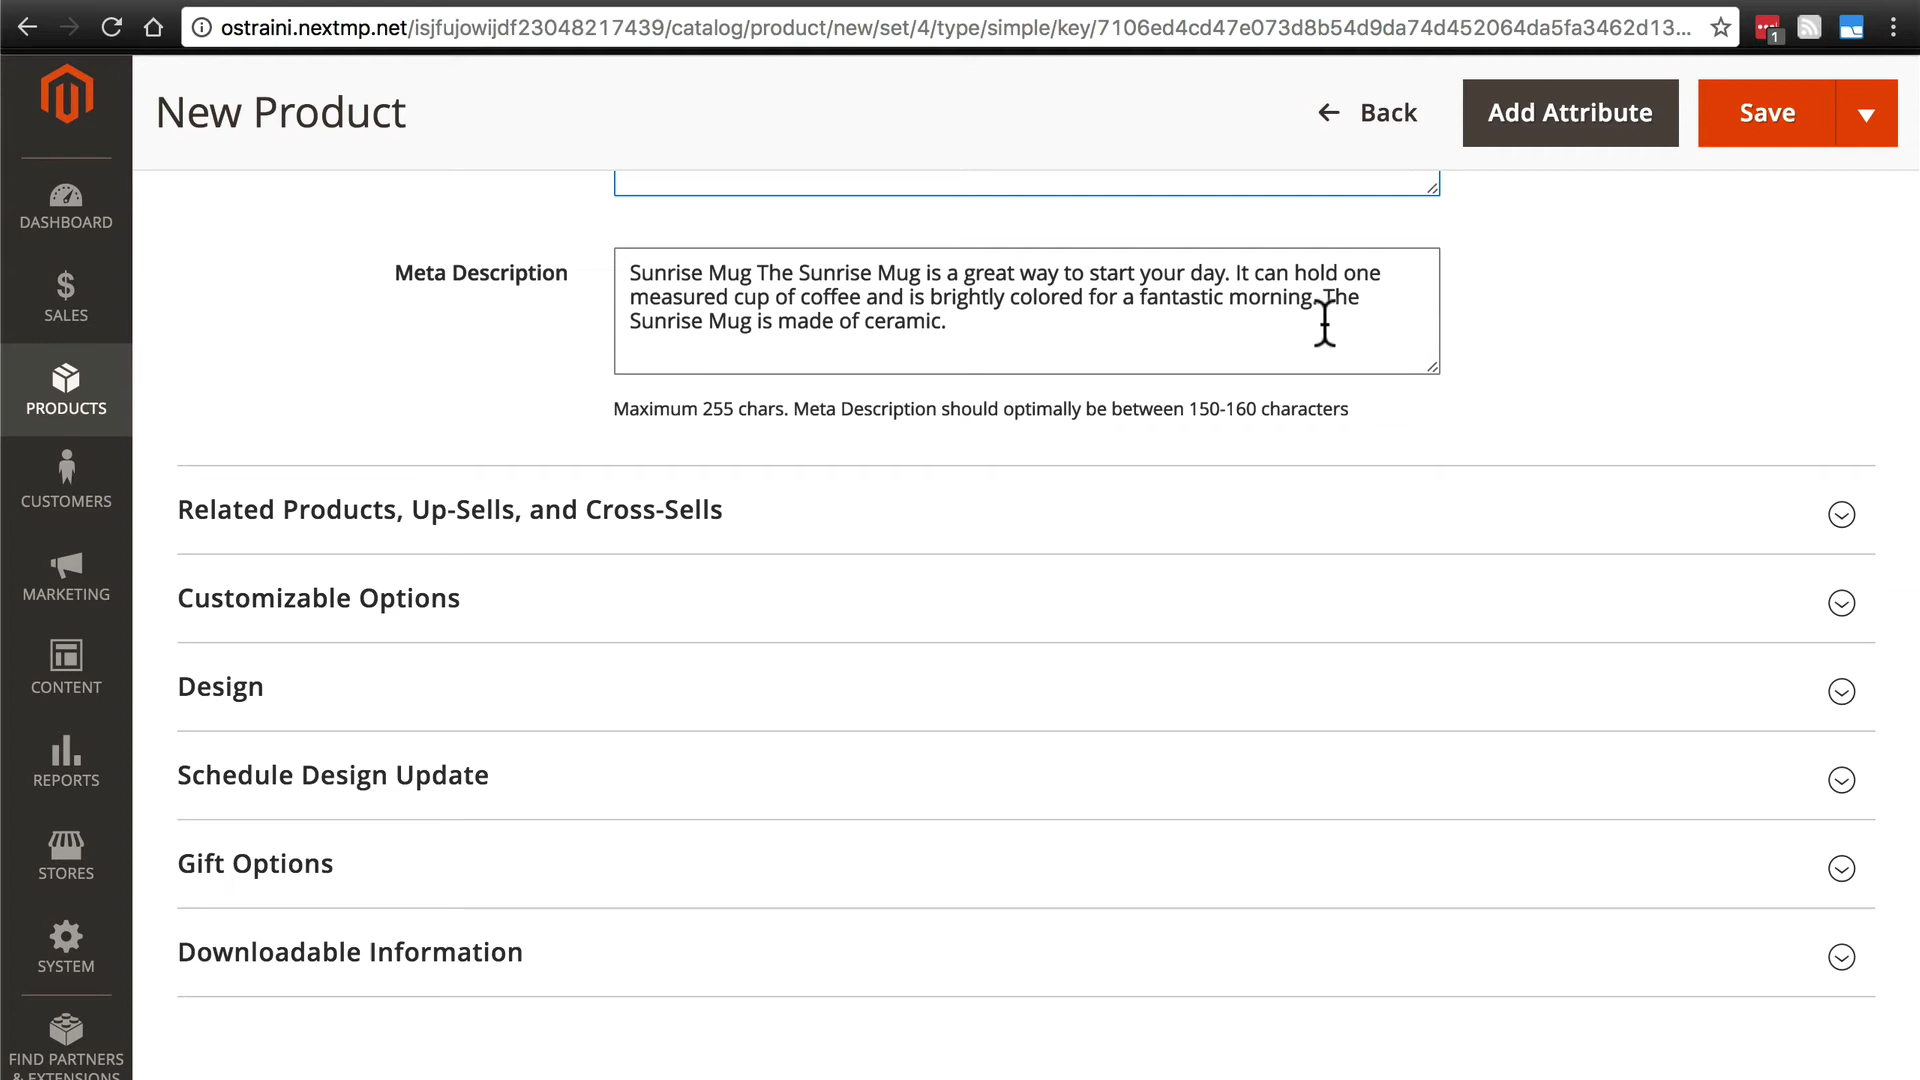 ostraini.nextmp.net/isjfujowijdf23048217439/catalog/product/new/set/4/type/simple/key/7106ed4cd47e073d8b54d9da74d452064da5fa3462d13...
1
New Product
Back
Add Attribute
Save
DASHBOARD
SALES
PRODUCTS
CUSTOMERS
MARKETING
CONTENT
REPORTS
STORES
SYSTEM
FIND PARTNERS
& EXTENSIONS
Meta Description
Sunrise Mug The Sunrise Mug is a great way to start your day. It can hold one
measured cup of coffee and is brightly colored for a fantastic morning. The
Sunrise Mug is made of ceramic.
Maximum 255 chars. Meta Description should optimally be between 150-160 characters
Related Products, Up-Sells, and Cross-Sells
Customizable Options
Design
Schedule Design Update
Gift Options
Downloadable Information